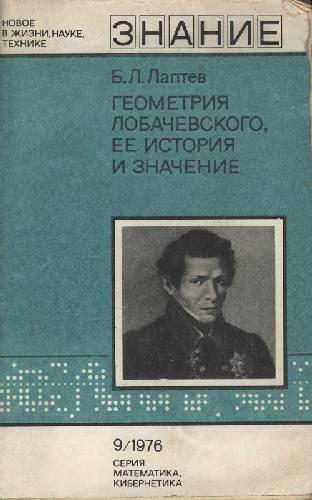 НОВОЕ
В ЖИЗНИ, НАУКЕ,
ТЕХНИКЕ
ЗНАНИЕ
Б. Л. Лаптев
ГЕОМЕТРИЯ
ЛОБАЧЕВСКОГО,
ЕЕ ИСТОРИЯ
И ЗНАЧЕНИЕ
9/1976
СЕРИЯ
МАТЕМАТИКА,
КИБЕРНЕТИКА